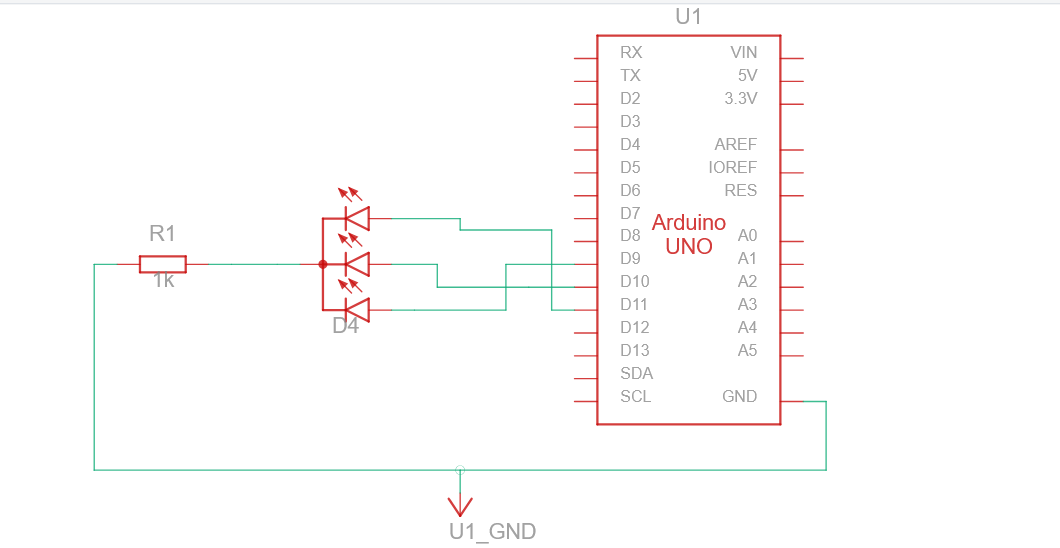 U1
RX VIN
TX 5V
D2 3.3V
D3
D4 AREF
D5 IOREF
D6 RES
D7
Arduino
UNO
D8 A0
D9 A1
D10 A2
D11 A3
D12 A4
D13 A5
SDA
SCL GND
R1
1k
D4
U1_GND